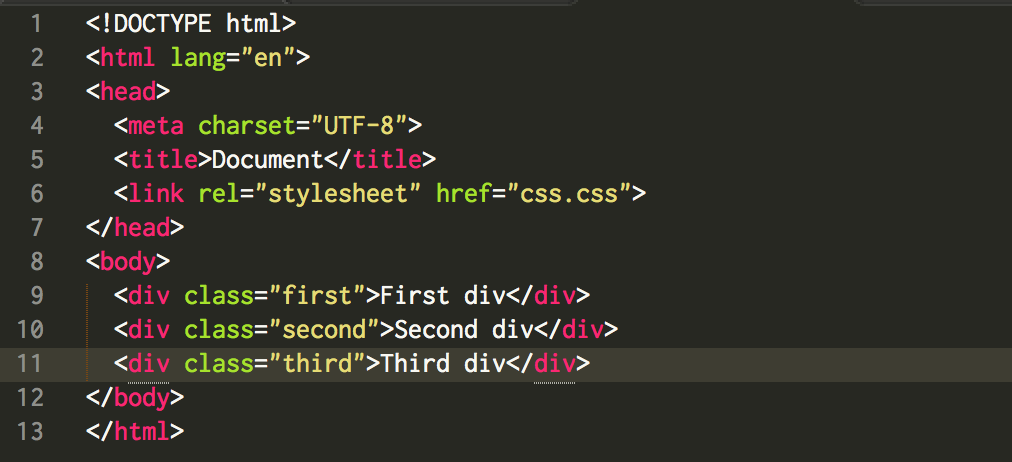 1 <!DOCTYPE html>
2 <html lang="en">
3 <head>
4 <meta charset="UTF-8">
5 <title>Document</title>
6 <link rel="stylesheet" href="css.css">
7 </head>
8 <body>
9 <div class="first">First div</div>
10 <div class="second">Second div</div>
11 <div class="third">Third div</div>
12 </body>
13 </html>